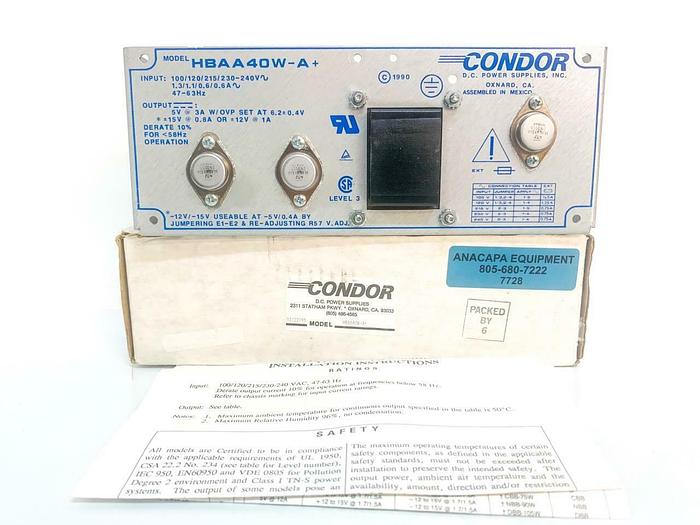 MODEL HBAA40W-A+
INPUT: 100/120/215/230-240V
1.3/1.1/0.6/0.6A
47-63Hz
OUTPUT
5V @ 3A W/OVP SET AT 6.2±0.4V
* ±15V @ 0.8A OR ±12V @ 1A
DERATE 10%
FOR <58Hz
OPERATION
© 1990
CONDOR
D.C. POWER SUPPLIES, INC.
OXNARD, CA.
ASSEMBLED IN MEXICO
LEVEL 3
EXT
CONNECTION TABLE
EXT
INPUT JUMPER APPLY
*-12V/-15V USEABLE AT -5V/0.4A BY
JUMPERING E1-E2 & RE-ADJUSTING R57 V.ADJ.
CONDOR
D.C. POWER SUPPLIES
2311 STATHAM PKWY. * OXNARD, CA. 93033
(805) 486-4565
MODEL
ANACAPA EQUIPMENT
805-680-7222
7728
PACKED
BY
6
INSTALLATION INSTRUCTIONS
RATINGS
Input: 100/120/215/230-240 VAC, 47-63 Hz
Derate output current 10% for operation at frequencies below 58 Hz.
Refer to chassis marking for input current ratings.
Output: See table.
Notes: 1. Maximum ambient temperature for continuous output specified in the table is 50°C.
2. Maximum Relative Humidity 96%, no condensation.
SAFETY
All models are Certified to be in compliance
with the applicable requirements of UL 1950,
CSA 22.2 No. 234 (see table for Level number),
IEC 950, EN60950 and VDE 0805 for Pollution
Degree 2 environment and Class I TN-S power
systems. The output of some models pose an
The maximum operating temperatures of certain
safety components, as defined in the applicable
safety standards, must not be exceeded after
installation to preserve the intended safety. The
output power, ambient air temperature and the
availability, amount, direction and/or restriction